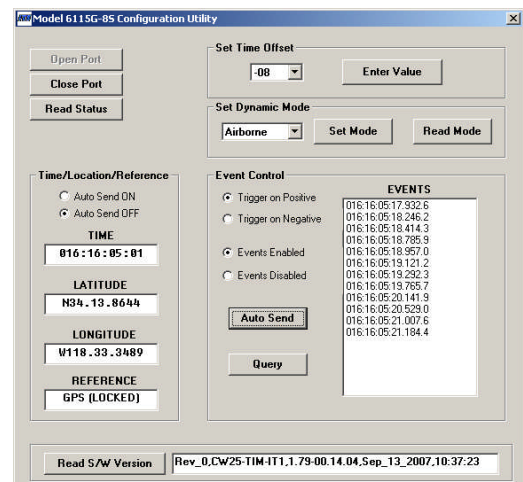 Model 6115G-8S Configuration Utility
Open Port
Close Port
Read Status
Set Time Offset
-08
Enter Value
Set Dynamic Mode
Airborne
Set Mode
Read Mode
Time/Location/Reference
Auto Send ON
Auto Send OFF
TIME
016:16:05:01
LATITUDE
N34.13.8644
LONGITUDE
W118.33.3489
REFERENCE
GPS (LOCKED)
Event Control
Trigger on Positive
Trigger on Negative
Events Enabled
Events Disabled
Auto Send
Query
EVENTS
016:16:05:17.932.6
016:16:05:18.246.2
016:16:05:18.414.3
016:16:05:18.785.9
016:16:05:18.957.0
016:16:05:19.121.2
016:16:05:19.292.3
016:16:05:19.765.7
016:16:05:20.141.9
016:16:05:20.529.0
016:16:05:21.007.6
016:16:05:21.184.4
Read S/W Version
Rev_0,CW25-TIM-IT1,1.79-00.14.04,Sep_13_2007,10:37:23